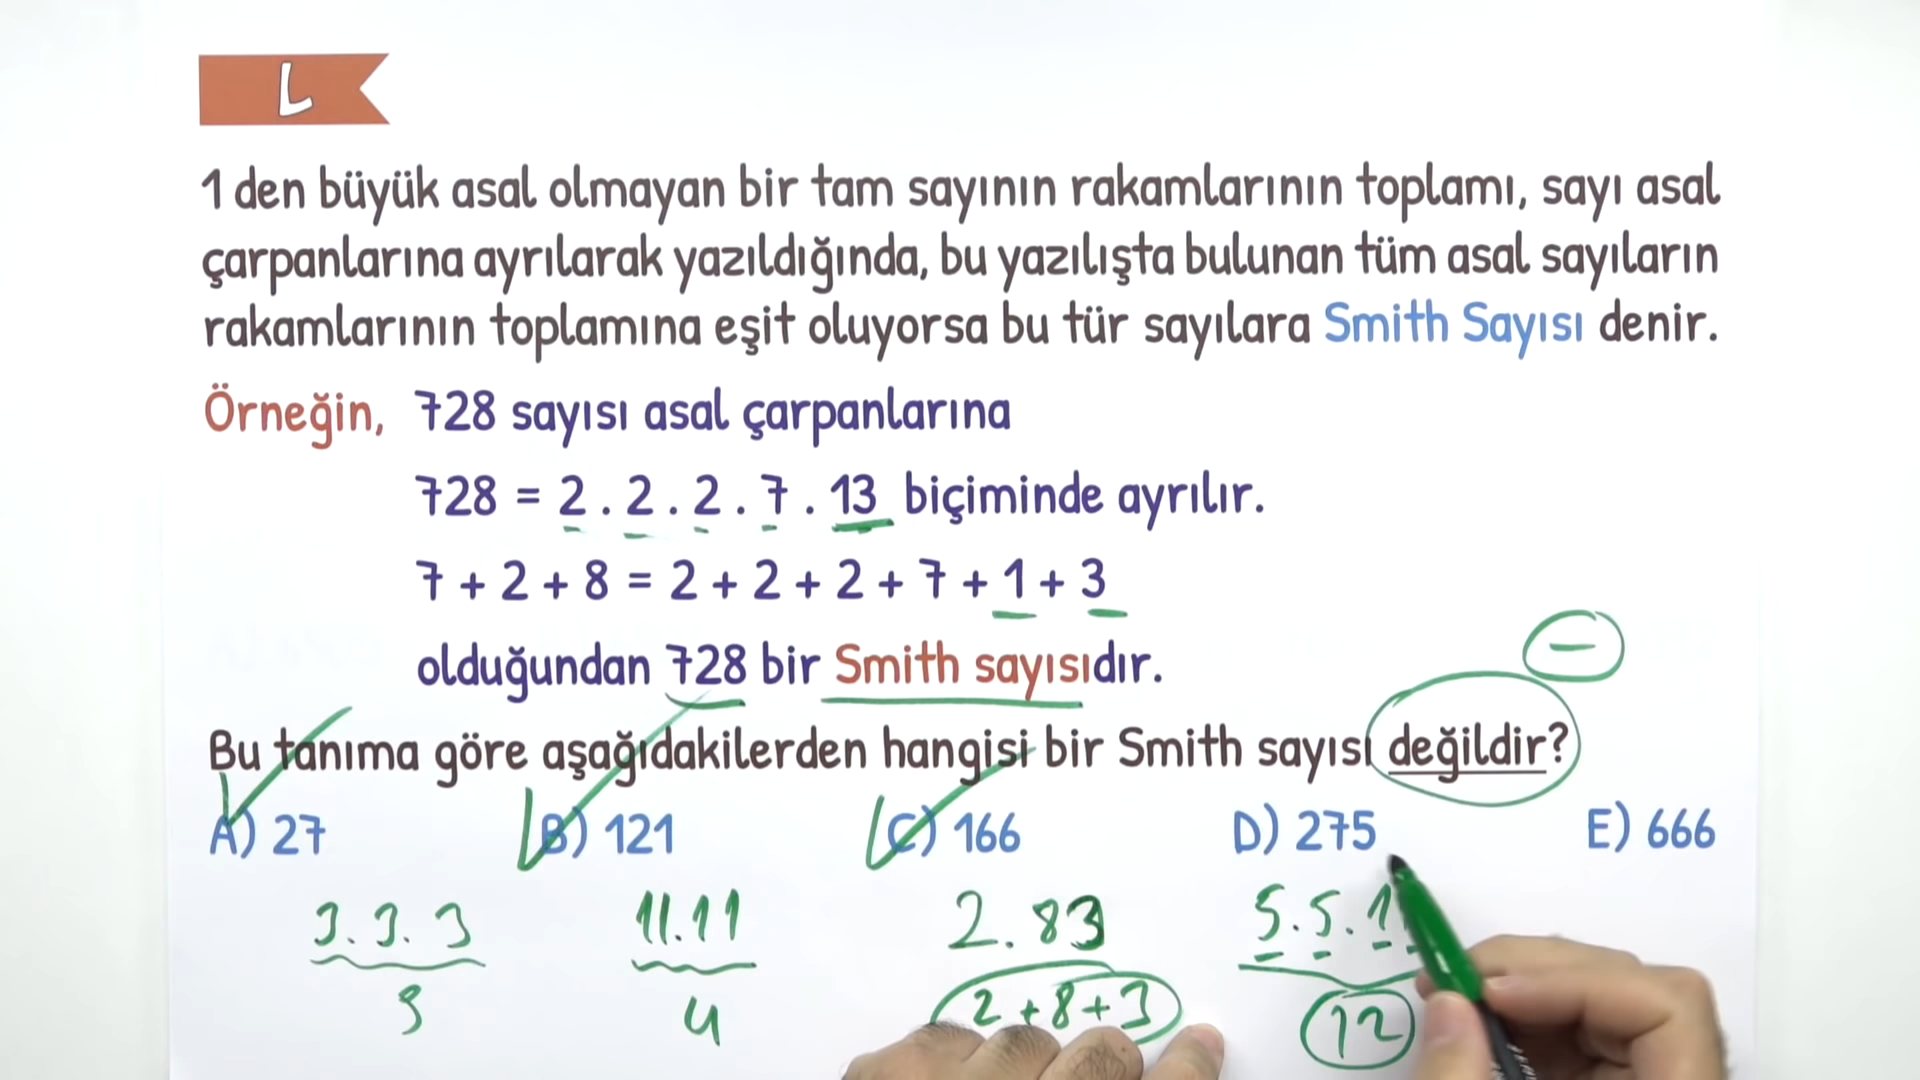 L
1 den büyük asal olmayan bir tam sayının rakamlarının toplamı, sayı asal
çarpanlarına ayrılarak yazıldığında, bu yazılışta bulunan tüm asal sayıların
rakamlarının toplamına eşit oluyorsa bu tür sayılara Smith Sayısı denir.
Örneğin, 728 sayısı asal çarpanlarına
728 = 2 . 2 . 2 . 7 . 13 biçiminde ayrılır.
7 + 2 + 8 = 2 + 2 + 2 + 7 + 1 + 3
olduğundan 728 bir Smith sayısıdır.
Bu tanıma göre aşağıdakilerden hangisi bir Smith sayısı değildir?
A) 27 B) 121 C) 166 D) 275 E) 666
3.3.3 11.11 2.83 5.5.1
9 4 2+8+3 12